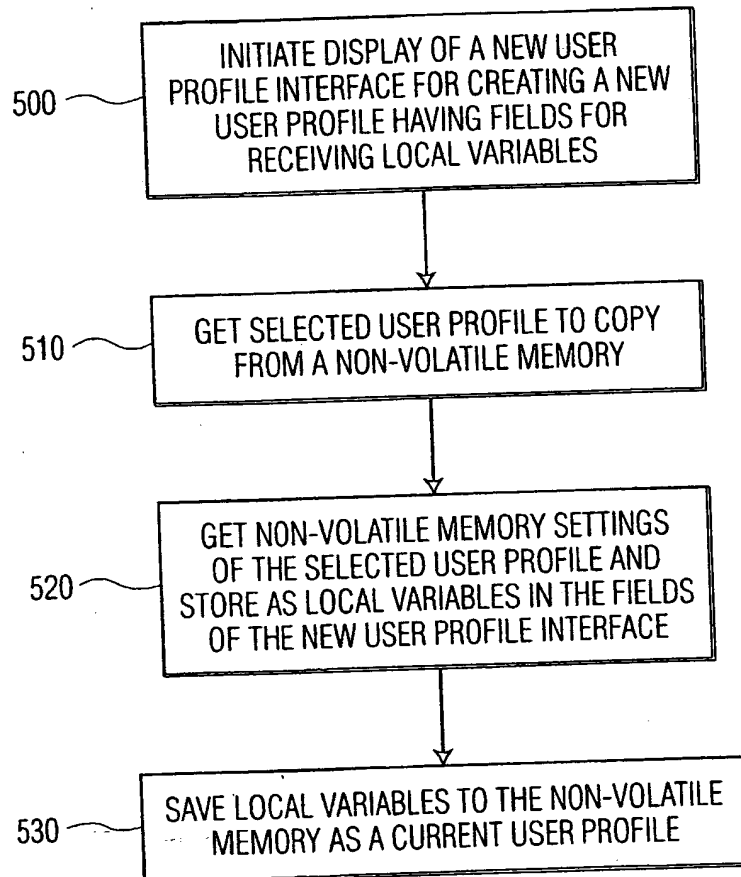 500
INITIATE DISPLAY OF A NEW USER
PROFILE INTERFACE FOR CREATING A NEW
USER PROFILE HAVING FIELDS FOR
RECEIVING LOCAL VARIABLES
510
GET SELECTED USER PROFILE TO COPY
FROM A NON-VOLATILE MEMORY
520
GET NON-VOLATILE MEMORY SETTINGS
OF THE SELECTED USER PROFILE AND
STORE AS LOCAL VARIABLES IN THE FIELDS
OF THE NEW USER PROFILE INTERFACE
530
SAVE LOCAL VARIABLES TO THE NON-VOLATILE
MEMORY AS A CURRENT USER PROFILE